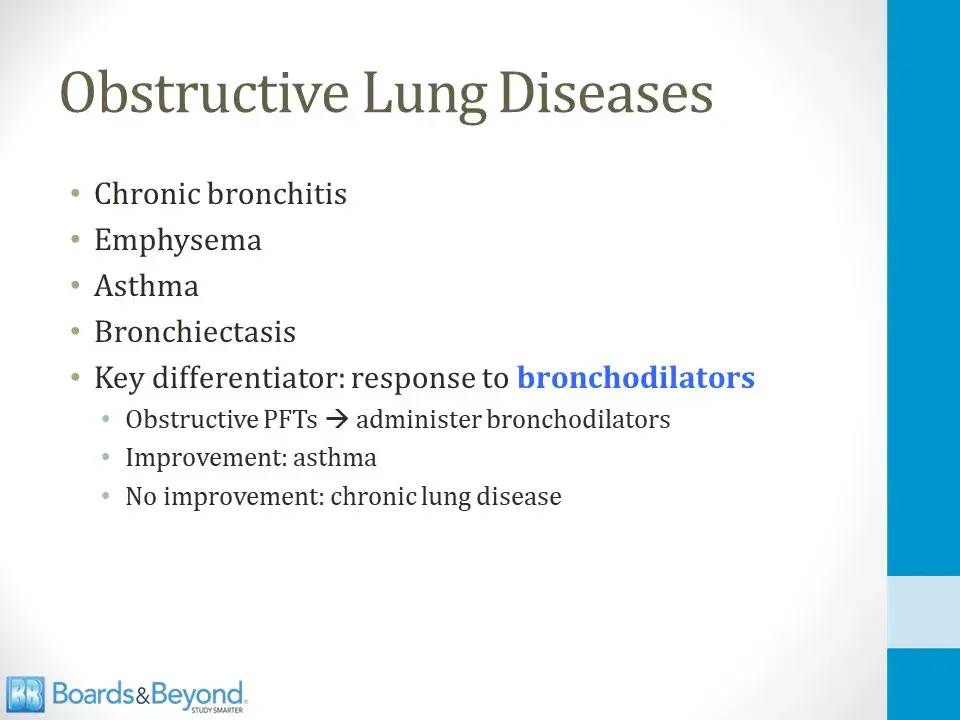 Obstructive Lung Diseases
• Chronic bronchitis
• Emphysema
• Asthma
• Bronchiectasis
• Key differentiator: response to bronchodilators
• Obstructive PFTs → administer bronchodilators
• Improvement: asthma
• No improvement: chronic lung disease
BB Boards&Beyond.
STUDY SMARTER